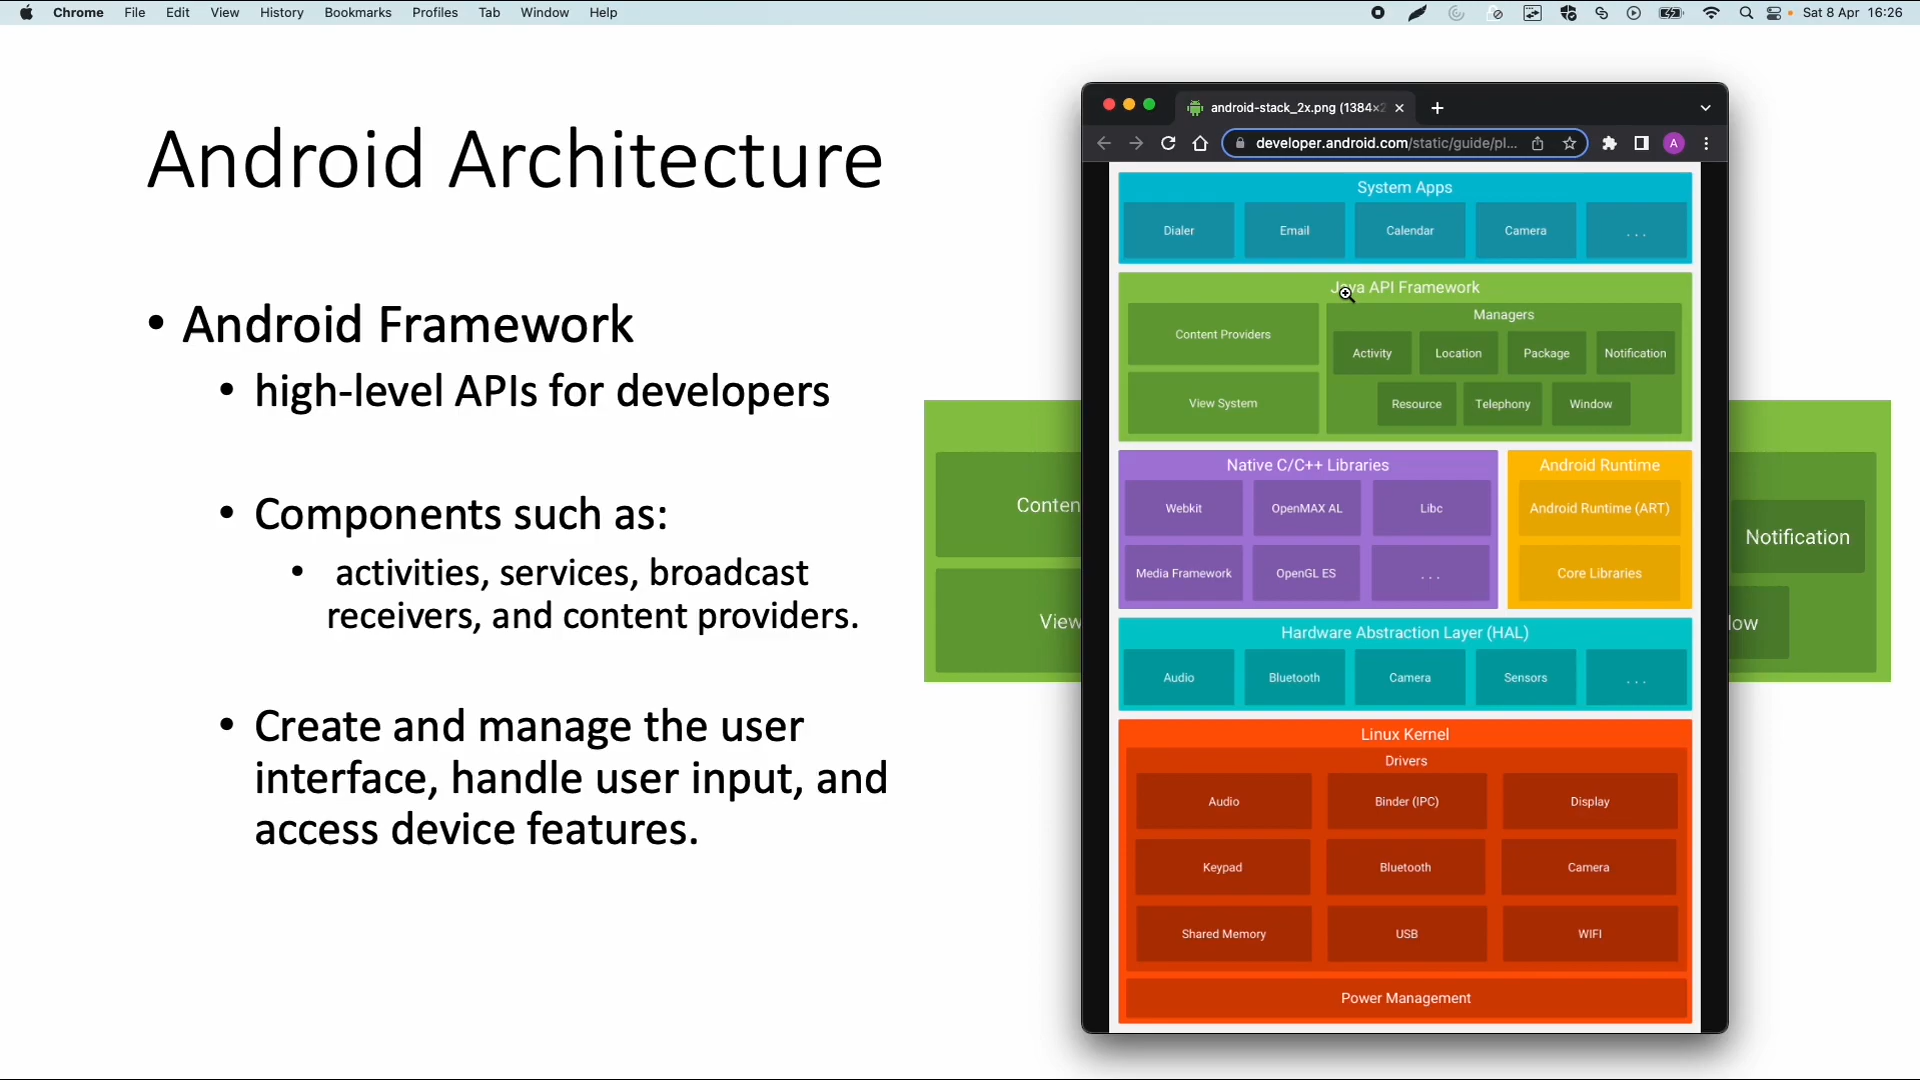 Chrome File Edit View History Bookmarks Profiles Tab Window Help
Sat 8 Apr 16:26
Android Architecture
• Android Framework
• high-level APIs for developers
• Components such as:
• activities, services, broadcast
receivers, and content providers.
• Create and manage the user
interface, handle user input, and
access device features.
Conten
View
Notification
low
android-stack_2x.png (1384×2
developer.android.com/static/guide/pl...
A
System Apps
Dialer Email Calendar Camera . . .
Java API Framework
Content Providers
View System
Managers
Activity Location Package Notification
Resource Telephony Window
Native C/C++ Libraries
Webkit OpenMAX AL Libc
Media Framework OpenGL ES . . .
Android Runtime
Android Runtime (ART)
Core Libraries
Hardware Abstraction Layer (HAL)
Audio Bluetooth Camera Sensors . . .
Linux Kernel
Drivers
Audio Binder (IPC) Display
Keypad Bluetooth Camera
Shared Memory USB WIFI
Power Management